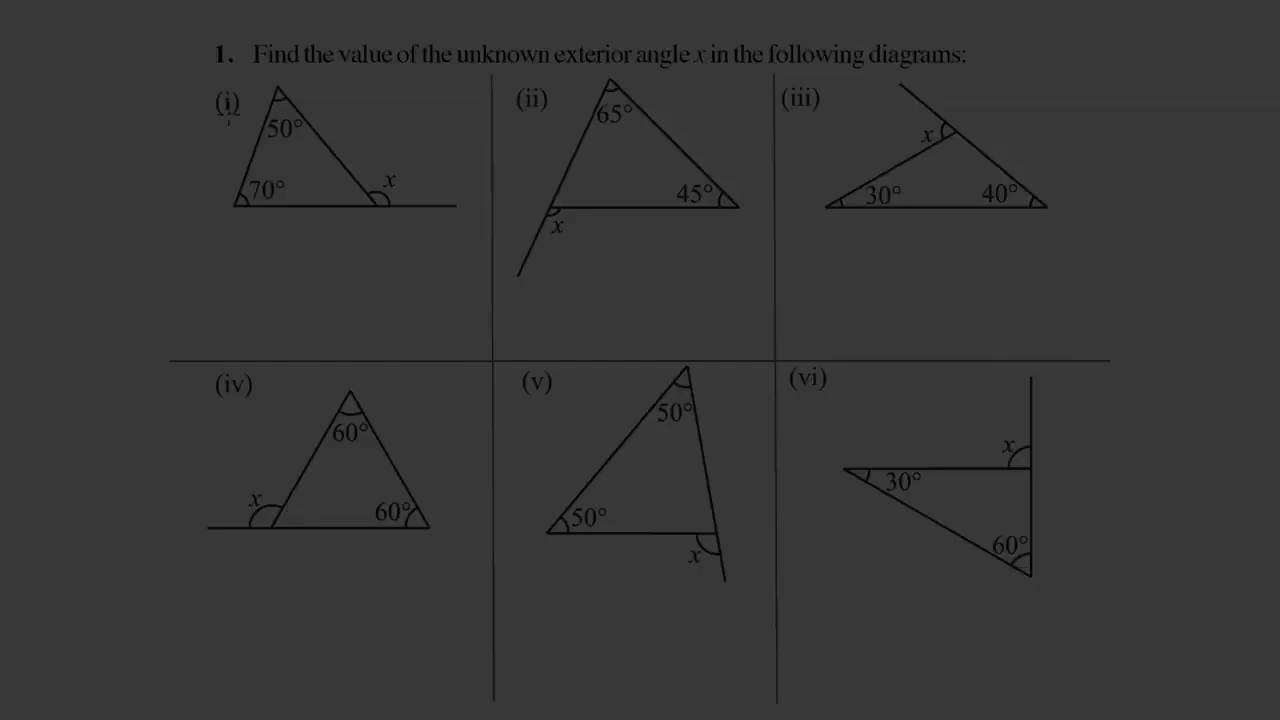 1. Find the value of the unknown exterior angle x in the following diagrams:
(i)
50°
70°
x
(ii)
65°
45°
x
(iii)
x
30°
40°
(iv)
60°
x
60°
(v)
50°
50°
x
(vi)
x
30°
60°